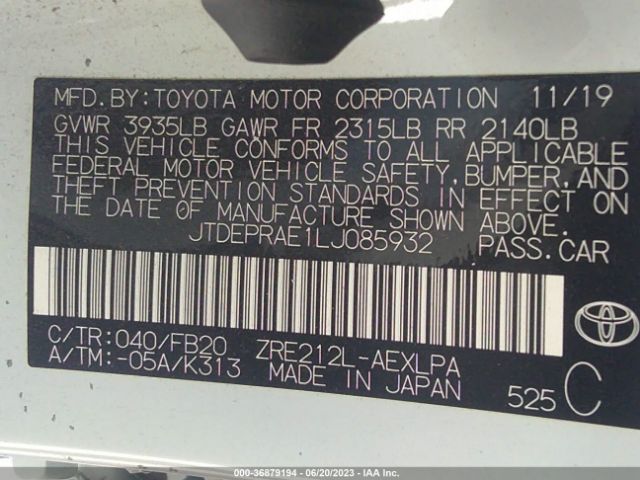 MFD.BY:TOYOTA MOTOR CORPORATION 11/19
GVWR 3935LB GAWR FR 2315LB RR 2140LB
THIS VEHICLE CONFORMS TO ALL APPLICABLE
FEDERAL MOTOR VEHICLE SAFETY,BUMPER,AND
THEFT PREVENTION STANDARDS IN EFFECT ON
THE DATE OF MANUFACTURE SHOWN ABOVE.
JTDEPRAE1LJ085932 PASS.CAR
C/TR:040/FB20 ZRE212L-AEXLPA
A/TM:-05A/K313 MADE IN JAPAN
525 C
000-36879194 - 06/20/2023 - IAA Inc.